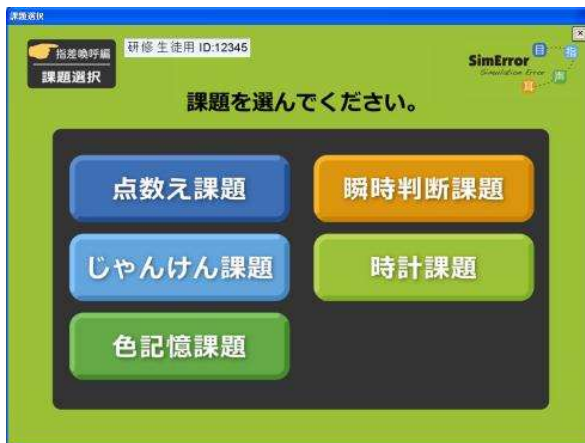 課題選択
指差喚呼編
課題選択
研修 生徒用 ID:12345
SimError
Simulation Error
目
指
声
耳
課題を選んでください。
点数え課題
瞬時判断課題
じゃんけん課題
時計課題
色記憶課題